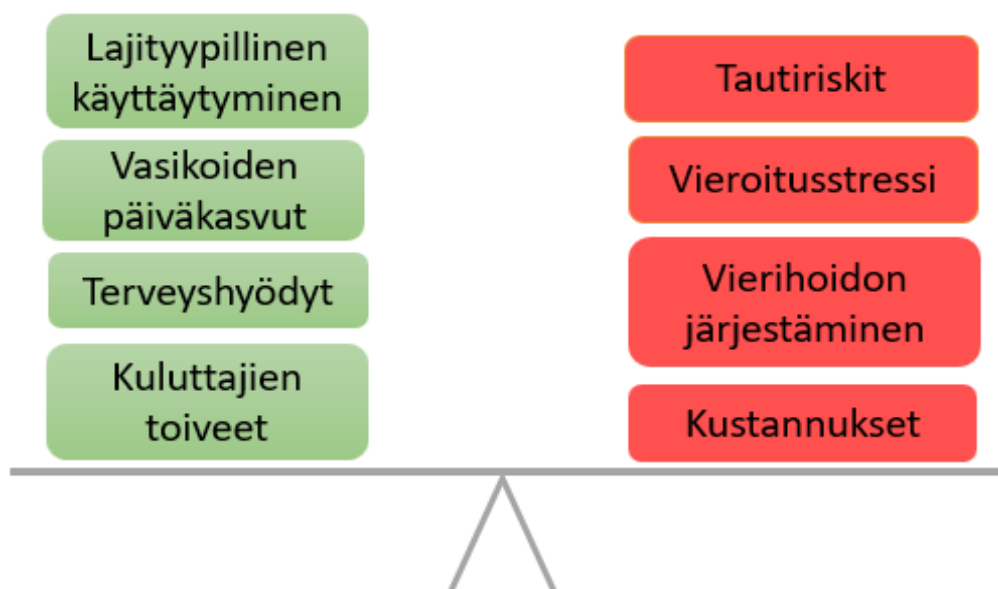 Lajityypillinen
käyttäytyminen
Vasikoiden
päiväkasvut
Terveyshyödyt
Kuluttajien
toiveet
Tautiriskit
Vieroitusstressi
Vierihoidon
järjestäminen
Kustannukset